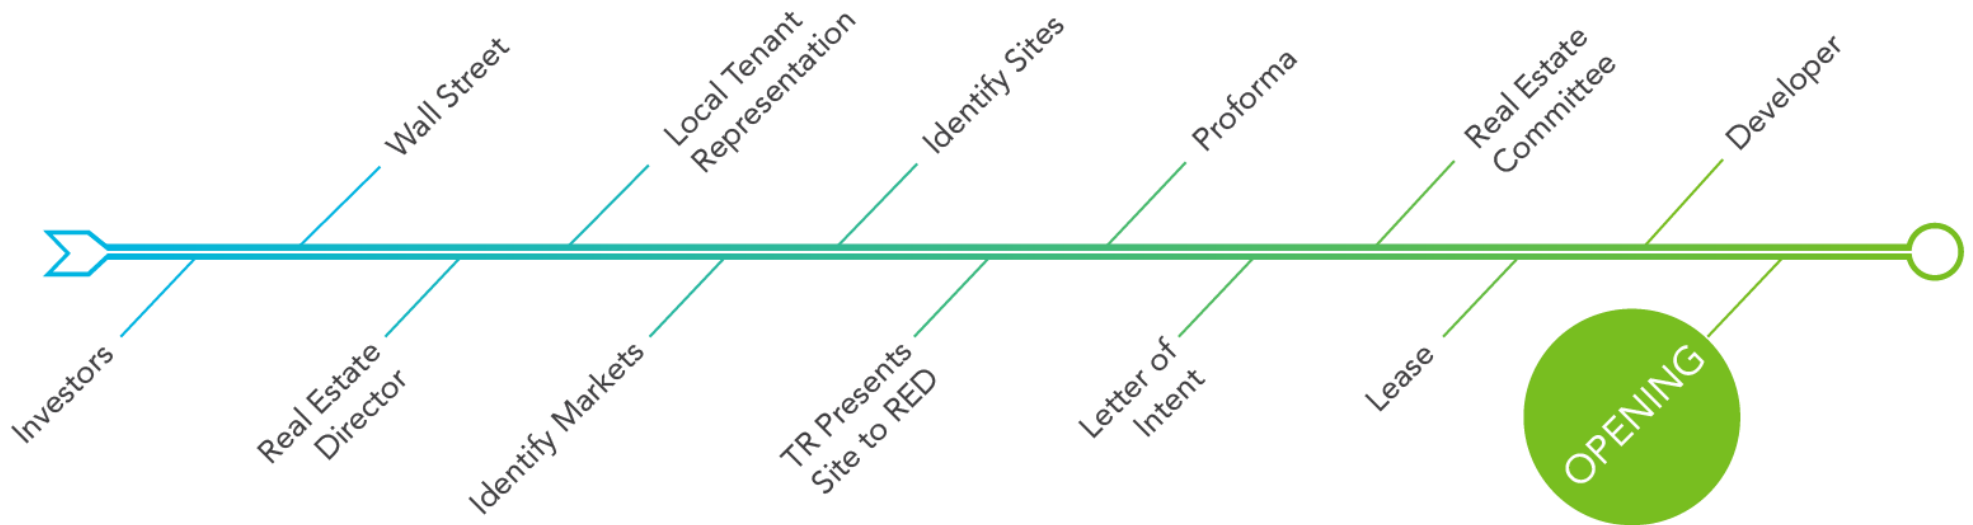 Wall Street
Local Tenant
Representation
Identify Sites
Proforma
Real Estate
Committee
Developer
Investors
Real Estate
Director
Identify Markets
TR Presents
Site to RED
Letter of
Intent
Lease
OPENING